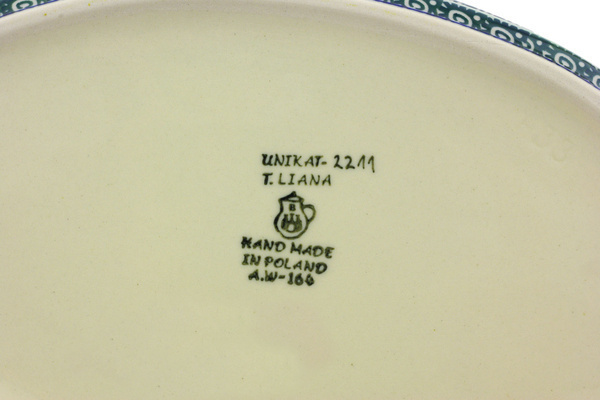 UNIKAT-2211
T. LIANA
B
HAND MADE
IN POLAND
A.W-166